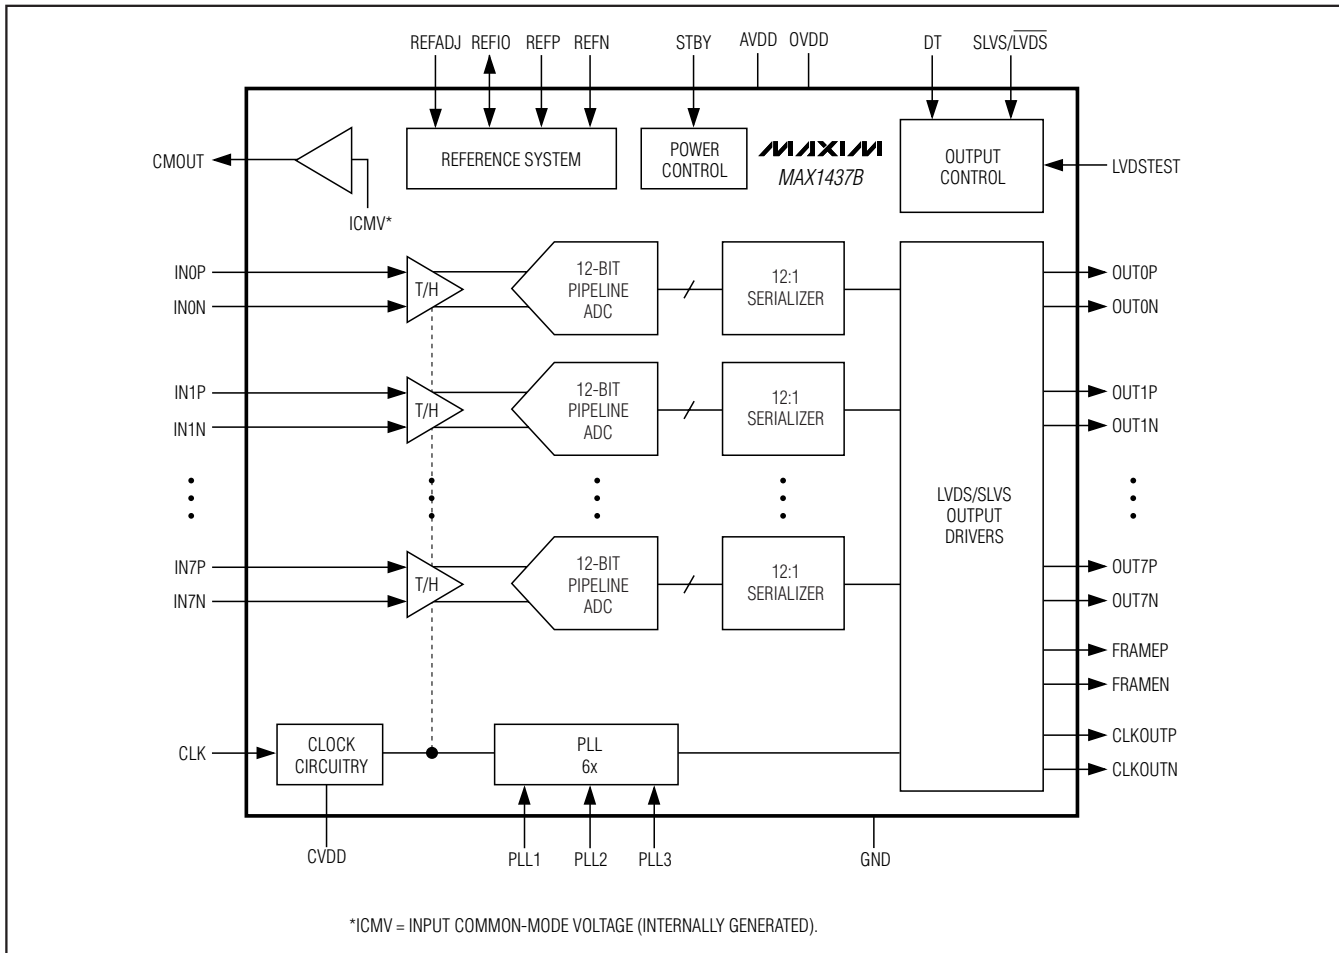 REFADJ REFIO REFP REFN STBY AVDD OVDD DT SLVS/LVDS
CMOUT
ICMV*
REFERENCE SYSTEM
POWER
CONTROL
MAXIM
MAX1437B
OUTPUT
CONTROL
LVDSTEST
IN0P
IN0N
T/H
12-BIT
PIPELINE
ADC
12:1
SERIALIZER
OUT0P
OUT0N
IN1P
IN1N
T/H
12-BIT
PIPELINE
ADC
12:1
SERIALIZER
OUT1P
OUT1N
LVDS/SLVS
OUTPUT
DRIVERS
IN7P
IN7N
T/H
12-BIT
PIPELINE
ADC
12:1
SERIALIZER
OUT7P
OUT7N
FRAMEP
FRAMEN
CLK
CLOCK
CIRCUITRY
PLL
6x
CLKOUTP
CLKOUTN
CVDD PLL1 PLL2 PLL3 GND
*ICMV = INPUT COMMON-MODE VOLTAGE (INTERNALLY GENERATED).